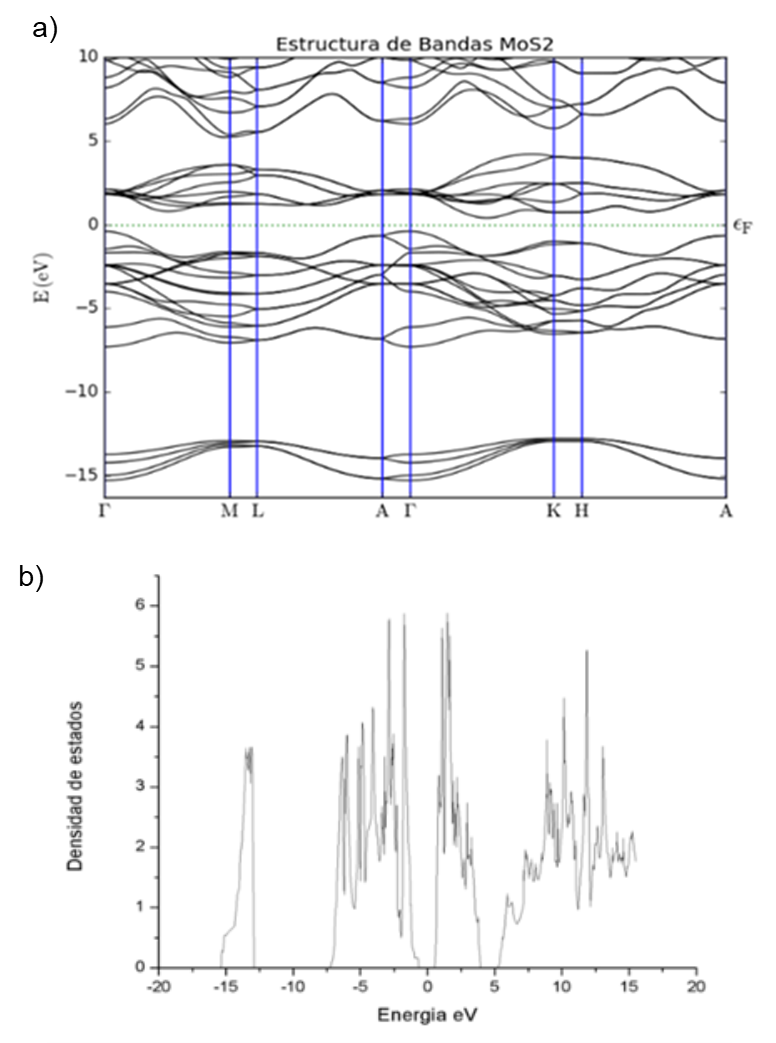 a)
Estructura de Bandas MoS2
10
5
0
−5
−10
−15
E (eV)
ϵF
Γ M L A Γ K H A
b)
6
5
4
3
2
1
0
Densidad de estados
-20 -15 -10 -5 0 5 10 15 20
Energia eV